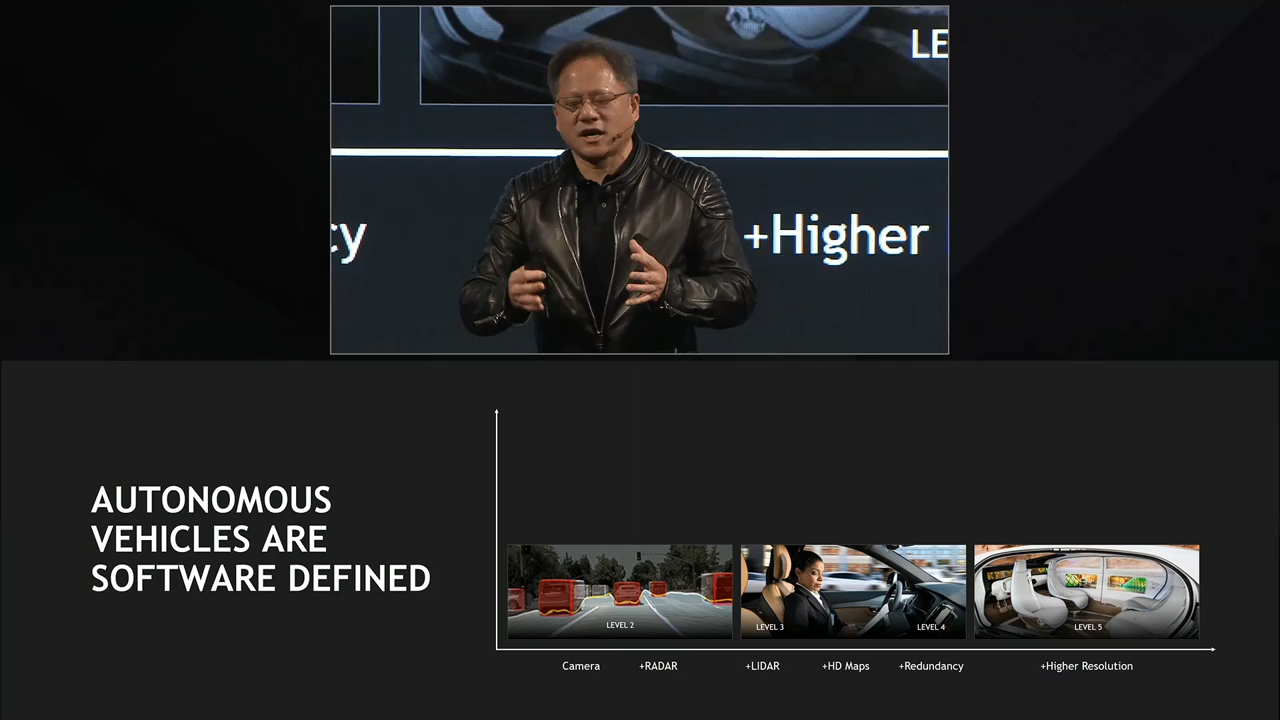 LE
cy
+Higher
AUTONOMOUS
VEHICLES ARE
SOFTWARE DEFINED
LEVEL 2
LEVEL 3
LEVEL 4
LEVEL 5
Camera
+RADAR
+LIDAR
+HD Maps
+Redundancy
+Higher Resolution